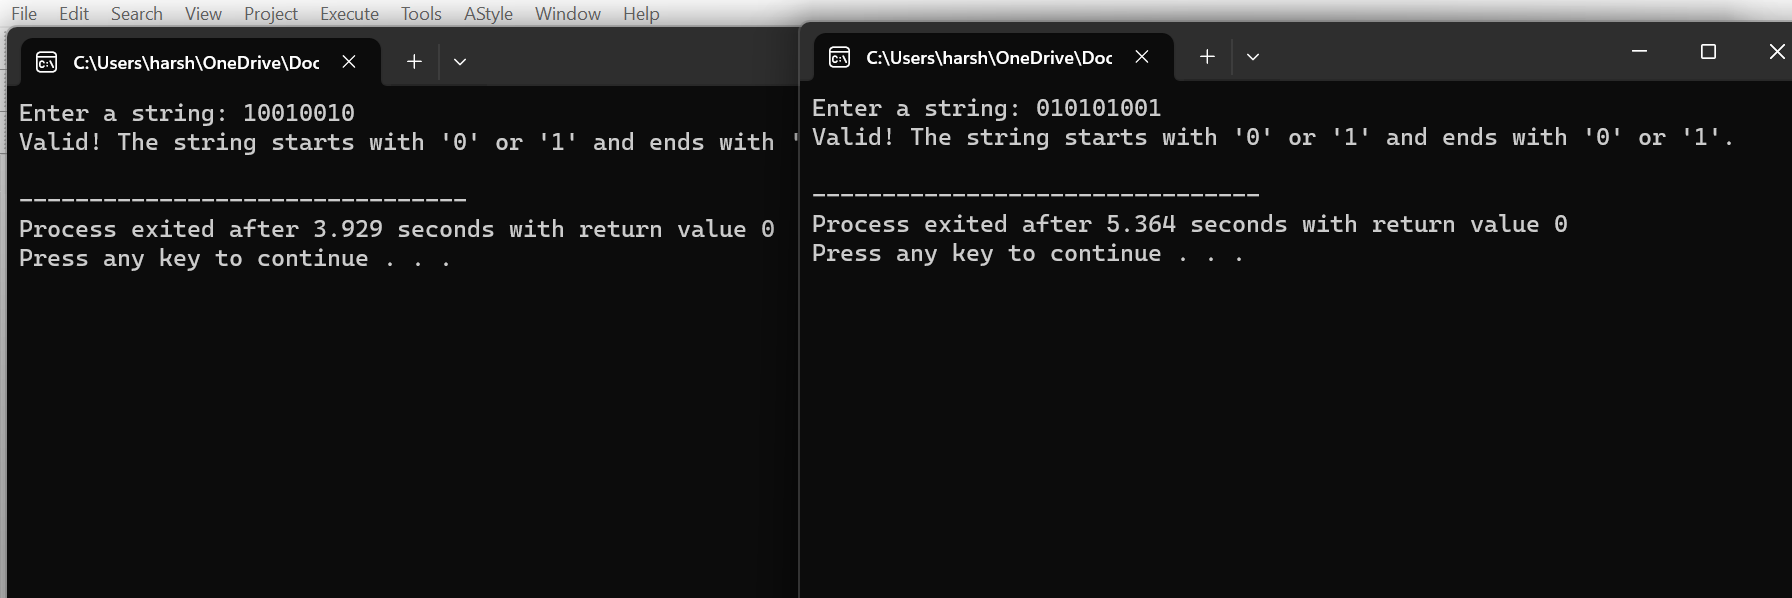 File Edit Search View Project Execute Tools AStyle Window Help
C:\Users\harsh\OneDrive\Doc
Enter a string: 10010010
Valid! The string starts with '0' or '1' and ends with '
--------------------------------
Process exited after 3.929 seconds with return value 0
Press any key to continue . . .
C:\Users\harsh\OneDrive\Doc
Enter a string: 010101001
Valid! The string starts with '0' or '1' and ends with '0' or '1'.
--------------------------------
Process exited after 5.364 seconds with return value 0
Press any key to continue . . .